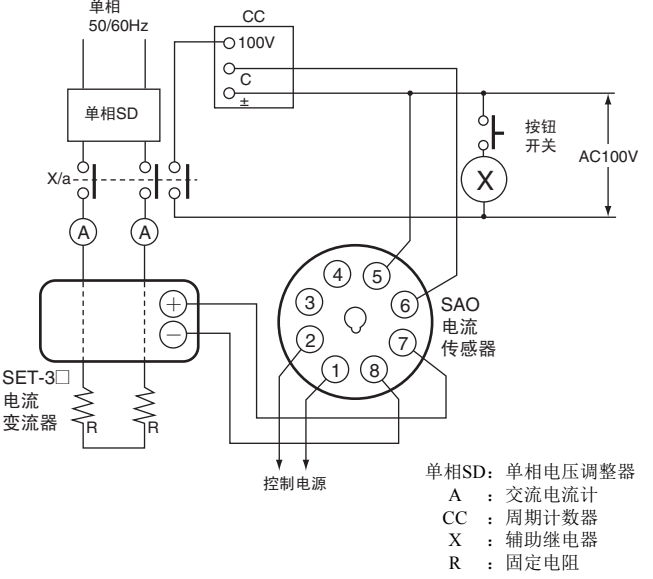 单相
50/60Hz
CC
100V
C
±
单相SD
按钮
开关
AC100V
X/a
X
A
A
+
−
4
5
3
6
2
7
1
8
SAO
电流
传感器
SET-3□
电流
变流器
R
R
控制电源
单相SD：单相电压调整器
A ：交流电流计
CC ：周期计数器
X ：辅助继电器
R ：固定电阻